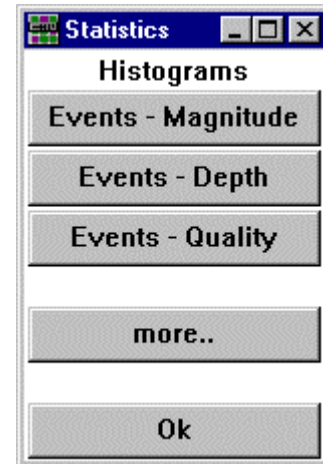 Statistics
Histograms
Events - Magnitude
Events - Depth
Events - Quality
more..
Ok